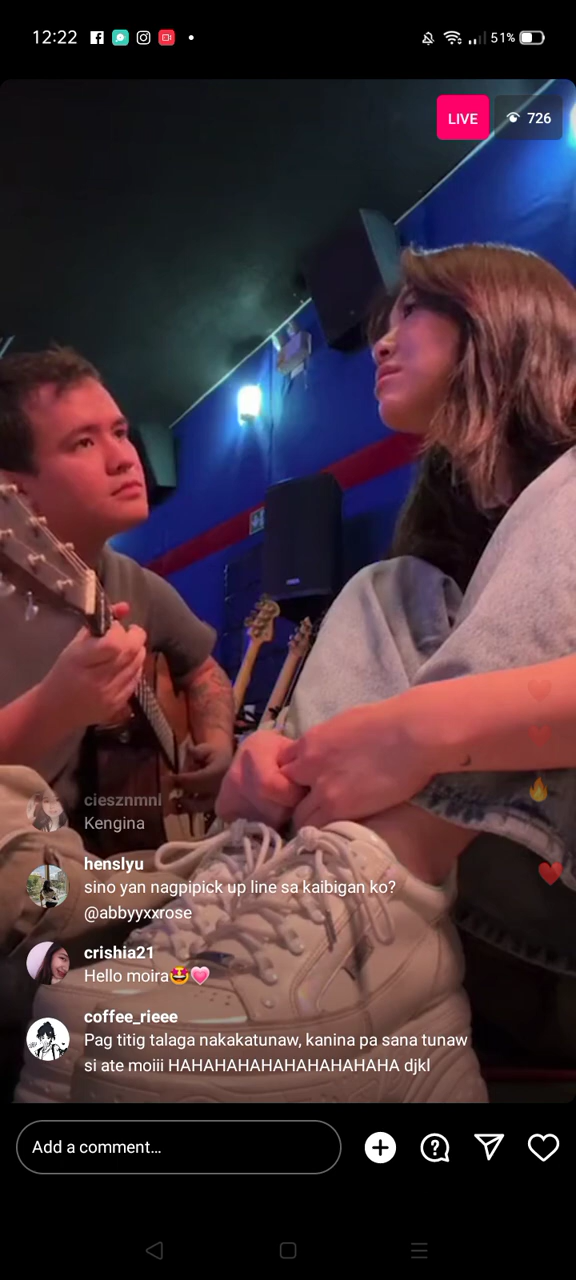 12:22
51%
LIVE
726
ciesznmnl
Kengina
henslyu
sino yan nagpipick up line sa kaibigan ko?
@abbyyxxrose
crishia21
Hello moira🤩💗
coffee_rieee
Pag titig talaga nakakatunaw, kanina pa sana tunaw
si ate moiii HAHAHAHAHAHAHAHAHAHA djkl
Add a comment...